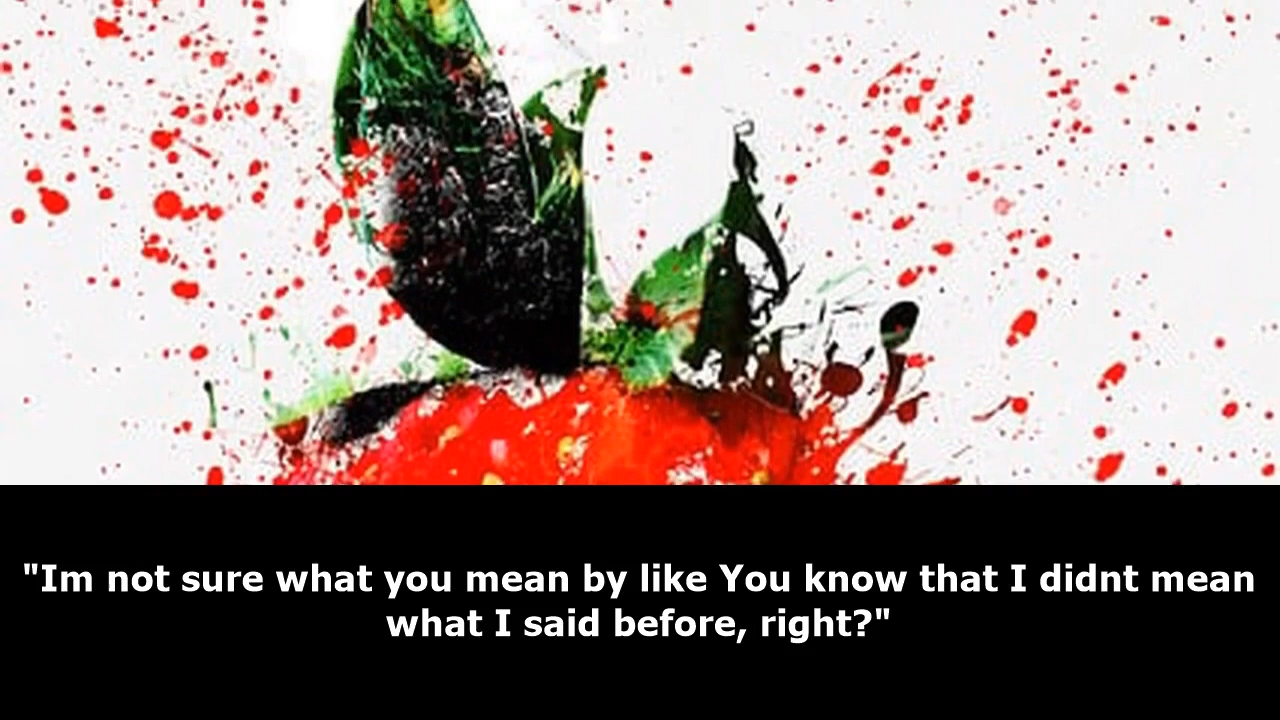 "Im not sure what you mean by like You know that I didnt mean
what I said before, right?"